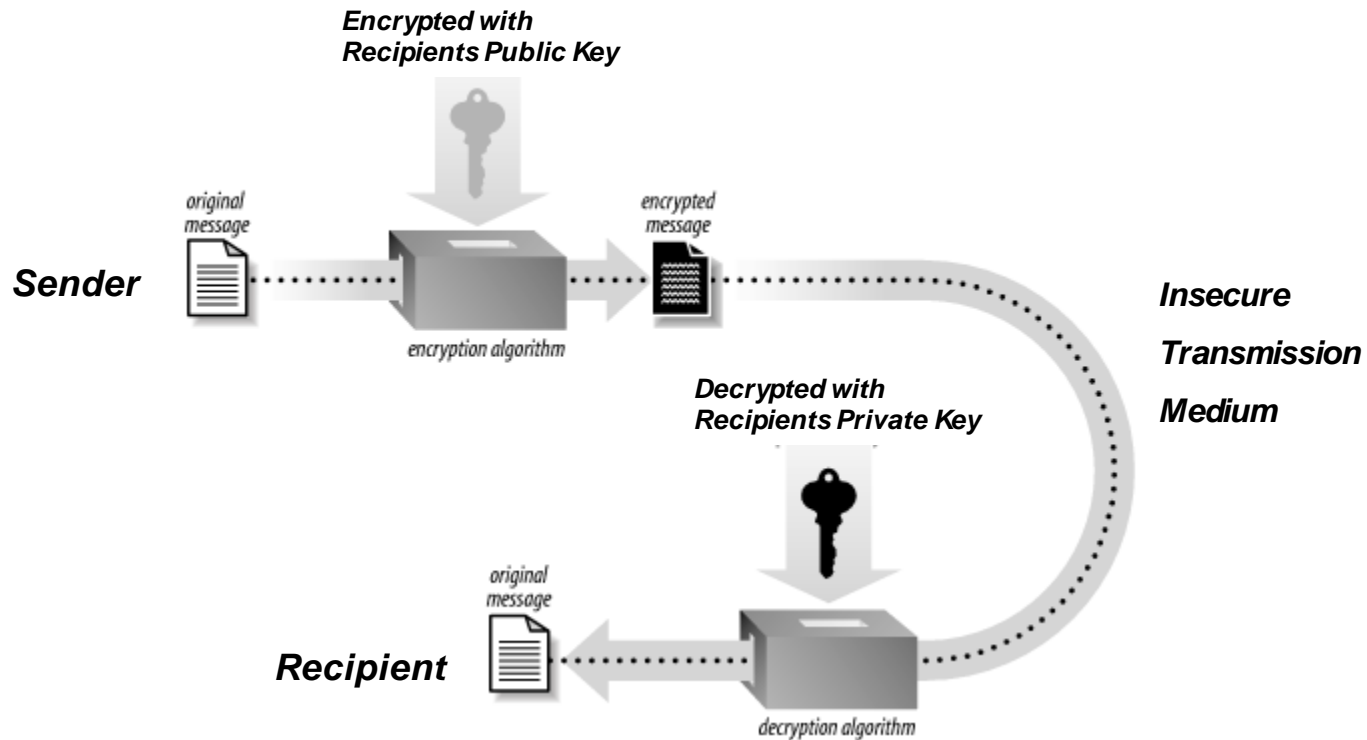 Encrypted with
Recipients Public Key
original
message
encrypted
message
Sender
encryption algorithm
Insecure
Transmission
Medium
Decrypted with
Recipients Private Key
original
message
Recipient
decryption algorithm